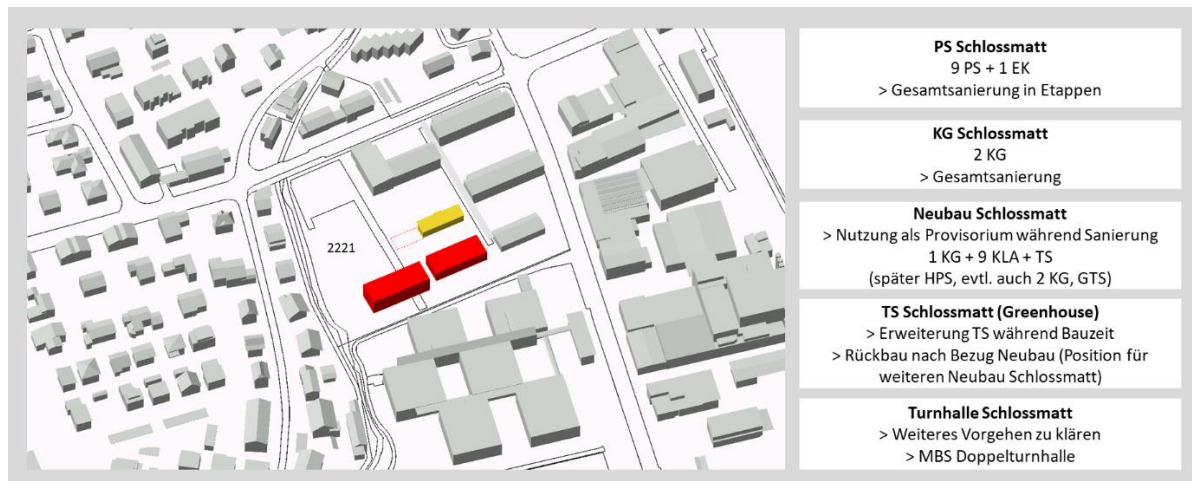 2221
PS Schlossmatt
9 PS + 1 EK
> Gesamtsanierung in Etappen
KG Schlossmatt
2 KG
> Gesamtsanierung
Neubau Schlossmatt
> Nutzung als Provisorium während Sanierung
1 KG + 9 KLA + TS
(später HPS, evtl. auch 2 KG, GTS)
TS Schlossmatt (Greenhouse)
> Erweiterung TS während Bauzeit
> Rückbau nach Bezug Neubau (Position für
weiteren Neubau Schlossmatt)
Turnhalle Schlossmatt
> Weiteres Vorgehen zu klären
> MBS Doppelturnhalle